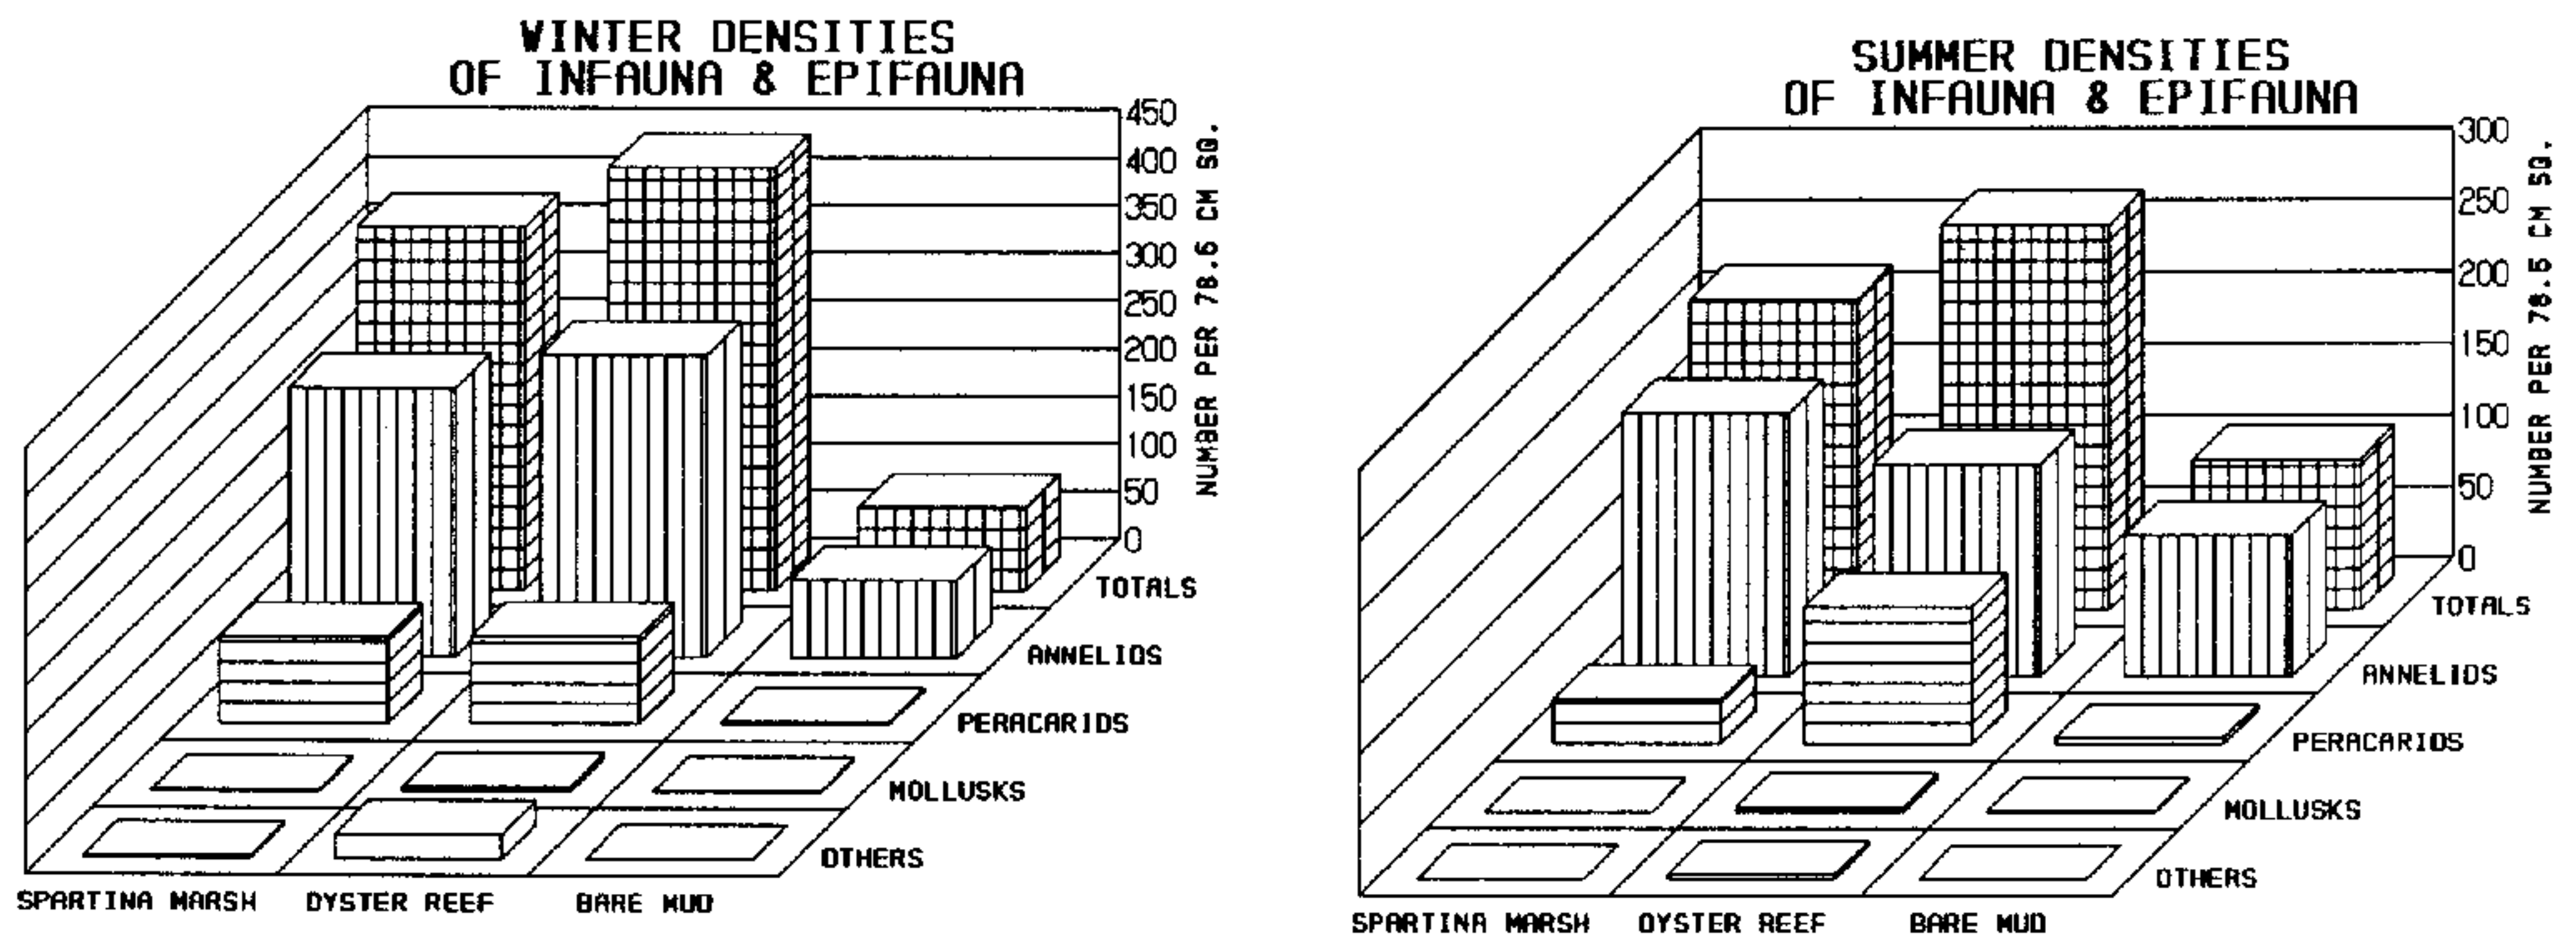 WINTER DENSITIES
OF INFAUNA & EPIFAUNA
450
400
350
300
250
200
150
100
50
0
NUMBER PER 78.6 CM SQ.
TOTALS
ANNELIDS
PERACARIDS
MOLLUSKS
OTHERS
SPARTINA MARSH OYSTER REEF BARE MUD
SUMMER DENSITIES
OF INFAUNA & EPIFAUNA
300
250
200
150
100
50
0
NUMBER PER 78.5 CM SQ.
TOTALS
ANNELIDS
PERACARIDS
MOLLUSKS
OTHERS
SPARTINA MARSH OYSTER REEF BARE MUD